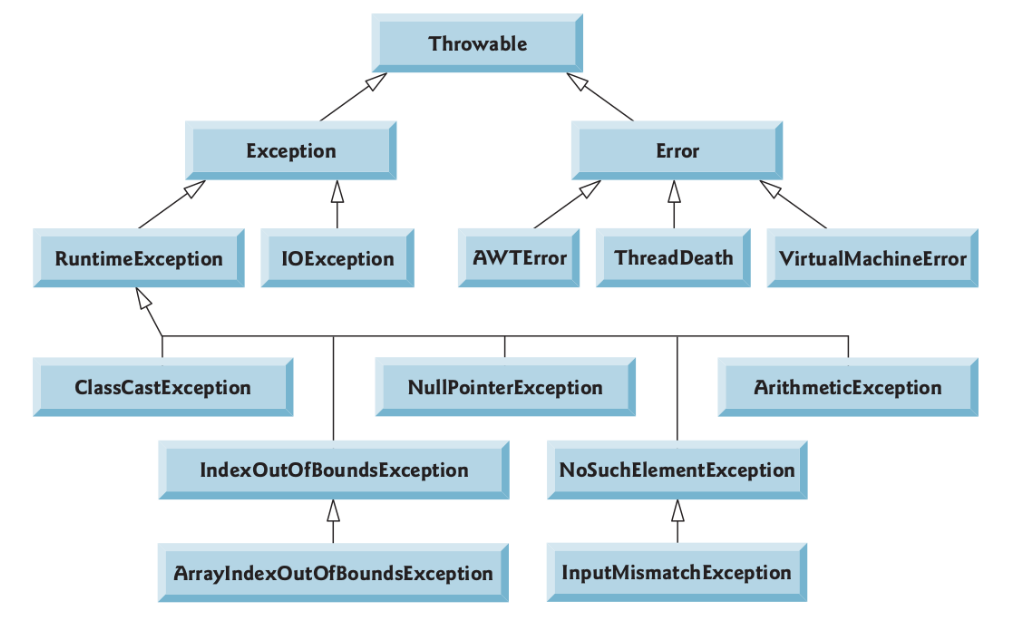 Throwable
Exception
Error
RuntimeException
IOException
AWTError
ThreadDeath
VirtualMachineError
ClassCastException
NullPointerException
ArithmeticException
IndexOutOfBoundsException
NoSuchElementException
ArrayIndexOutOfBoundsException
InputMismatchException